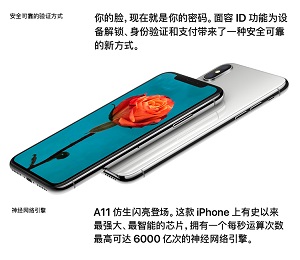 安全可靠的验证方式
你的脸，现在就是你的密码。面容 ID 功能为设
备解锁、身份验证和支付带来了一种安全可靠
的新方式。
神经网络引擎
A11 仿生闪亮登场。这款 iPhone 上有史以来
最强大、最智能的芯片，拥有一个每秒运算次数
最高可达 6000 亿次的神经网络引擎。